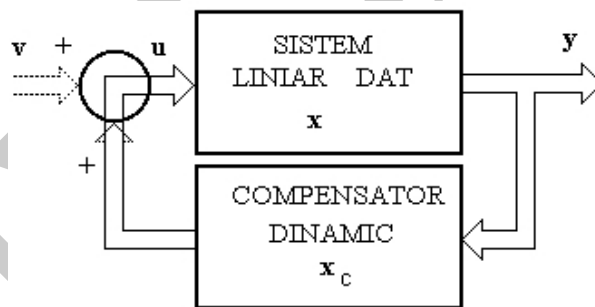 v + u
SISTEM
LINIAR DAT
x
y
+
COMPENSATOR
DINAMIC
x c